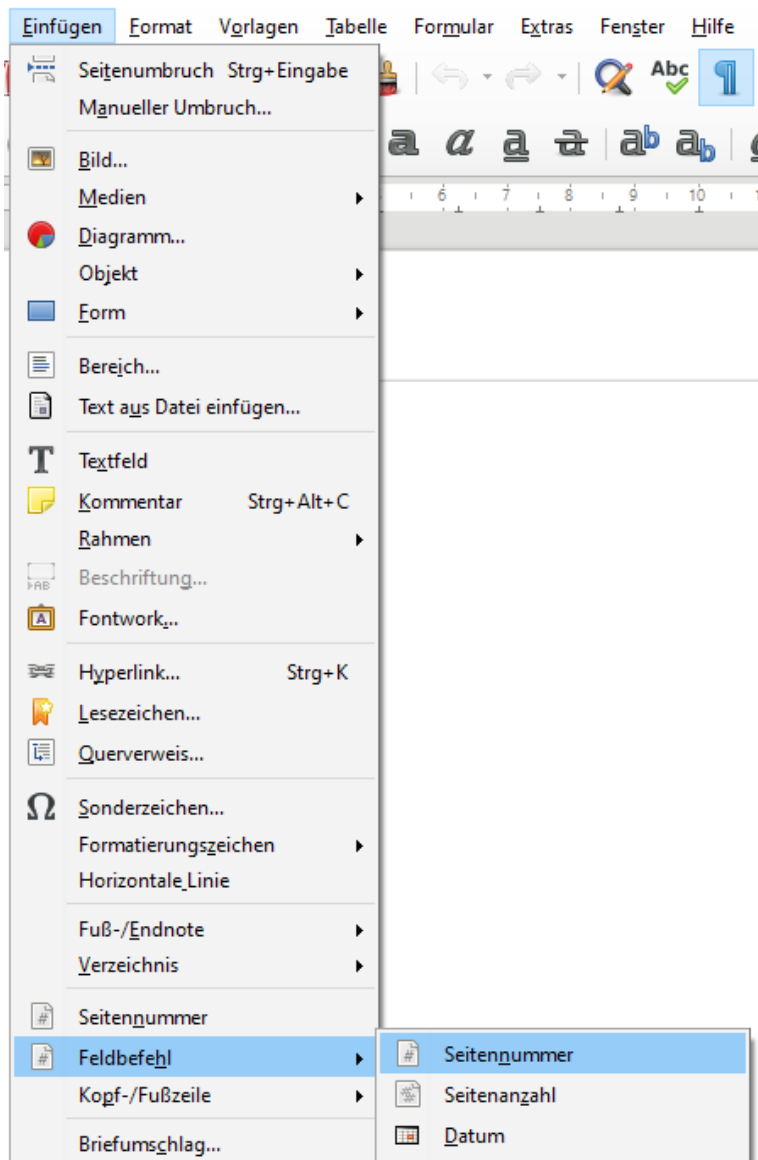 Einfügen Format Vorlagen Tabelle Formular Extras Fenster Hilfe
Seitenumbruch Strg+Eingabe
Abc
Manueller Umbruch...
a a a a ab ab
Bild...
Medien
6 7 8 9 10
Diagramm...
Objekt
Form
Bereich...
Text aus Datei einfügen...
Textfeld
Kommentar Strg+Alt+C
Rahmen
Beschriftung...
Fontwork...
Hyperlink... Strg+K
Lesezeichen...
Querverweis...
Sonderzeichen...
Formatierungszeichen
Horizontale Linie
Fuß-/Endnote
Verzeichnis
Seitennummer
Feldbefehl
Seitennummer
Kopf-/Fußzeile
Seitenanzahl
Briefumschlag...
Datum